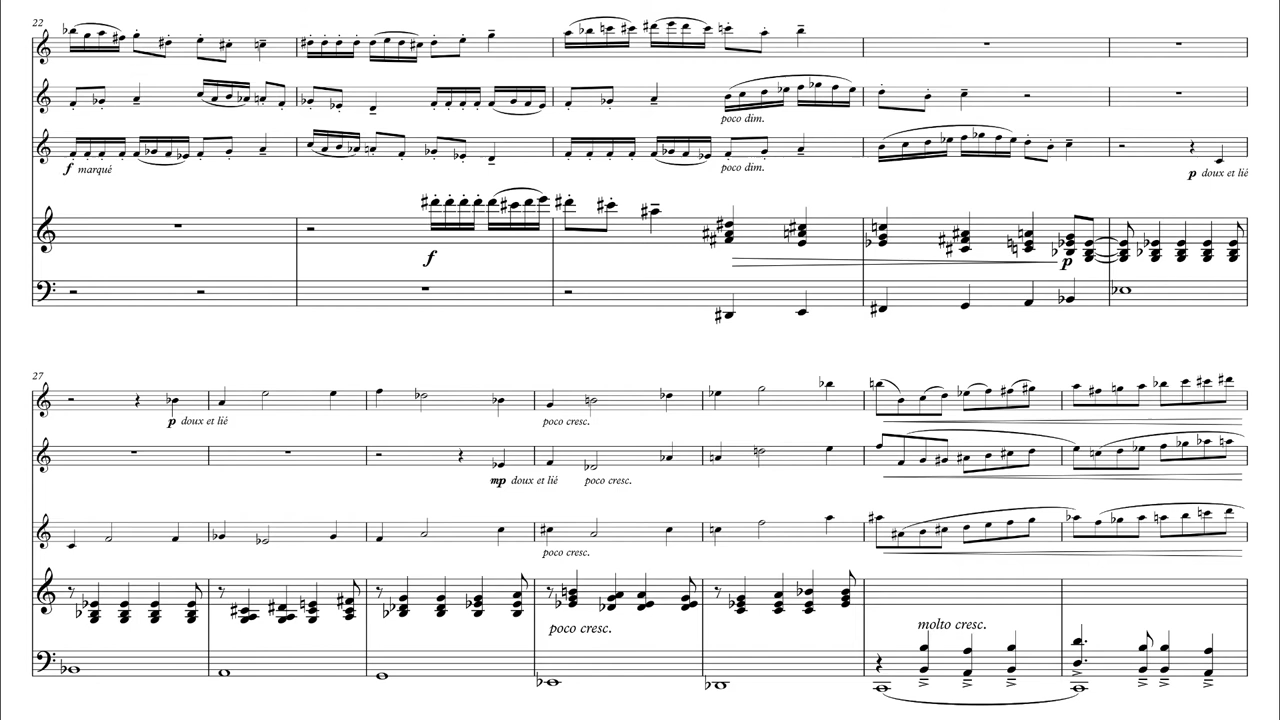 22
poco dim.
f marqué
poco dim.
p doux et lié
f
p
27
p doux et lié
poco cresc.
mp doux et lié
poco cresc.
poco cresc.
poco cresc.
molto cresc.